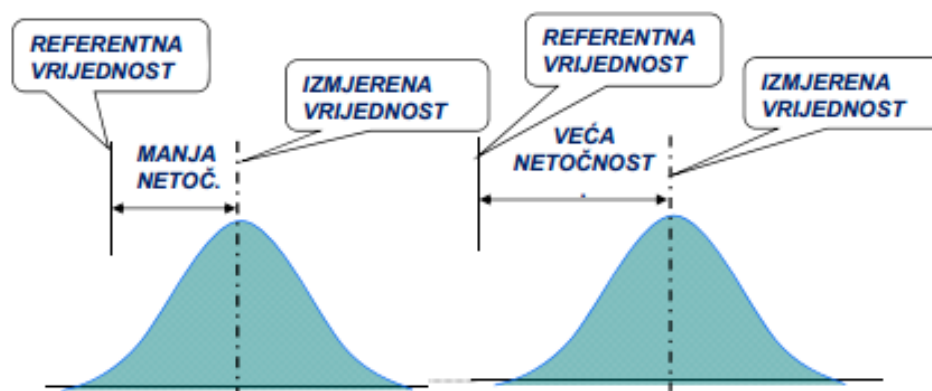 REFERENTNA
VRIJEDNOST
IZMJERENA
VRIJEDNOST
MANJA
NETOČ.
REFERENTNA
VRIJEDNOST
IZMJERENA
VRIJEDNOST
VEĆA
NETOČNOST